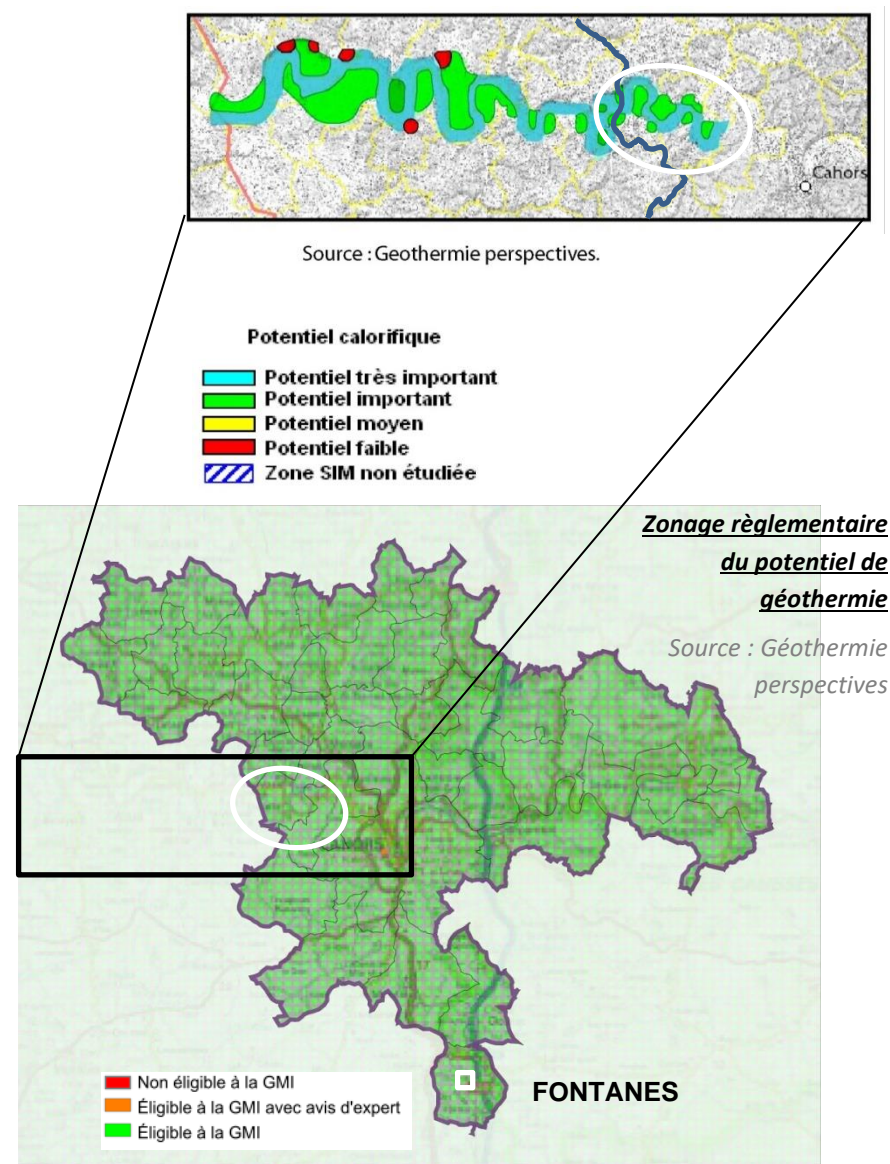 Cahors
Source : Geothermie perspectives.
Potentiel calorifique
Potentiel très important
Potentiel important
Potentiel moyen
Potentiel faible
Zone SIM non étudiée
Zonage règlementaire
du potentiel de
géothermie
Source : Géothermie
perspectives
Non éligible à la GMI
Éligible à la GMI avec avis d'expert
Éligible à la GMI
FONTANES